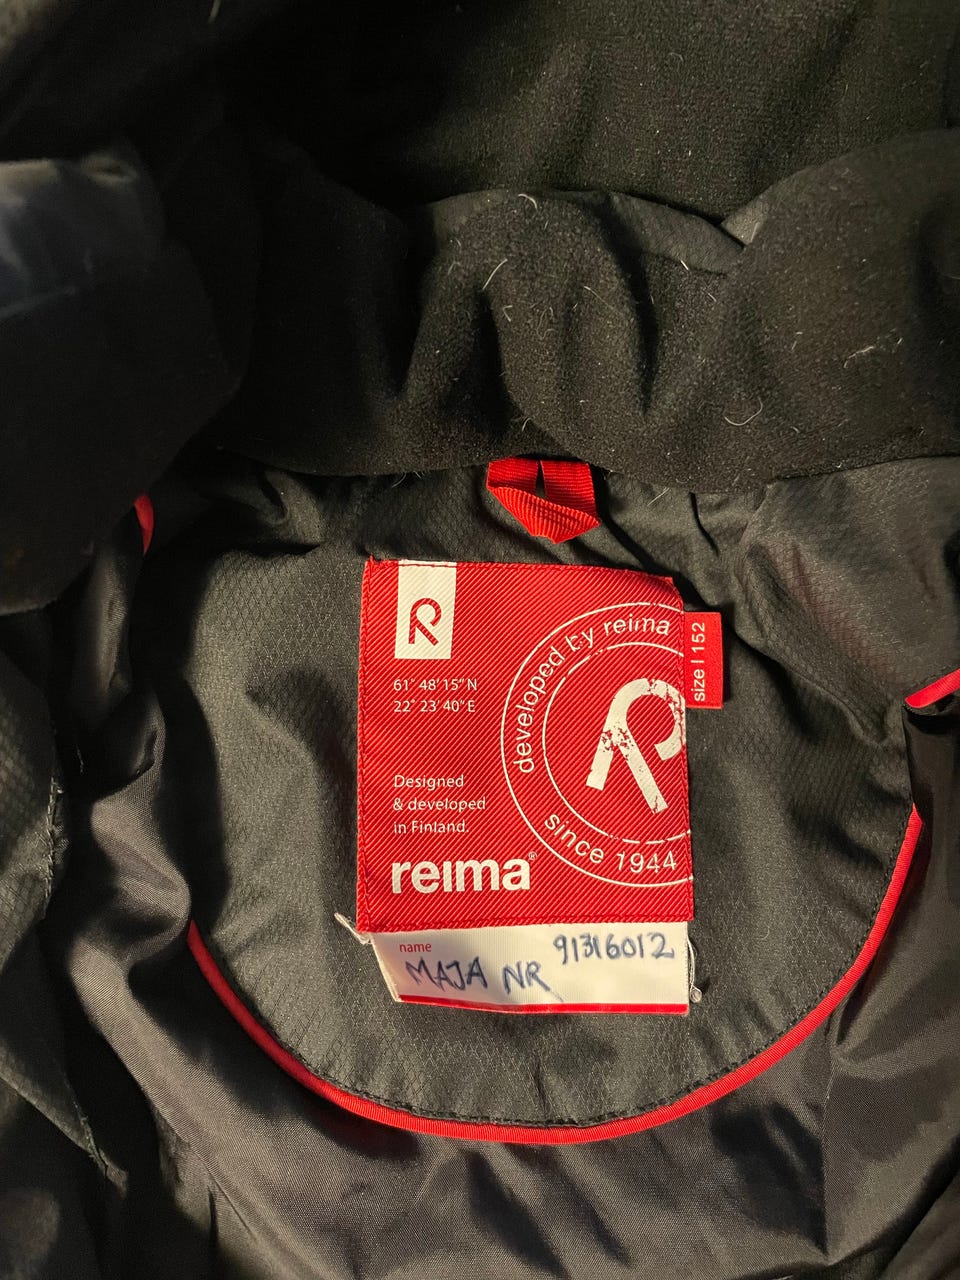 61° 48' 15" N
22° 23' 40" E
Designed
& developed
in Finland.
reima®
developed by reima
since 1944
size | 152
name
MAJA NR 91316012